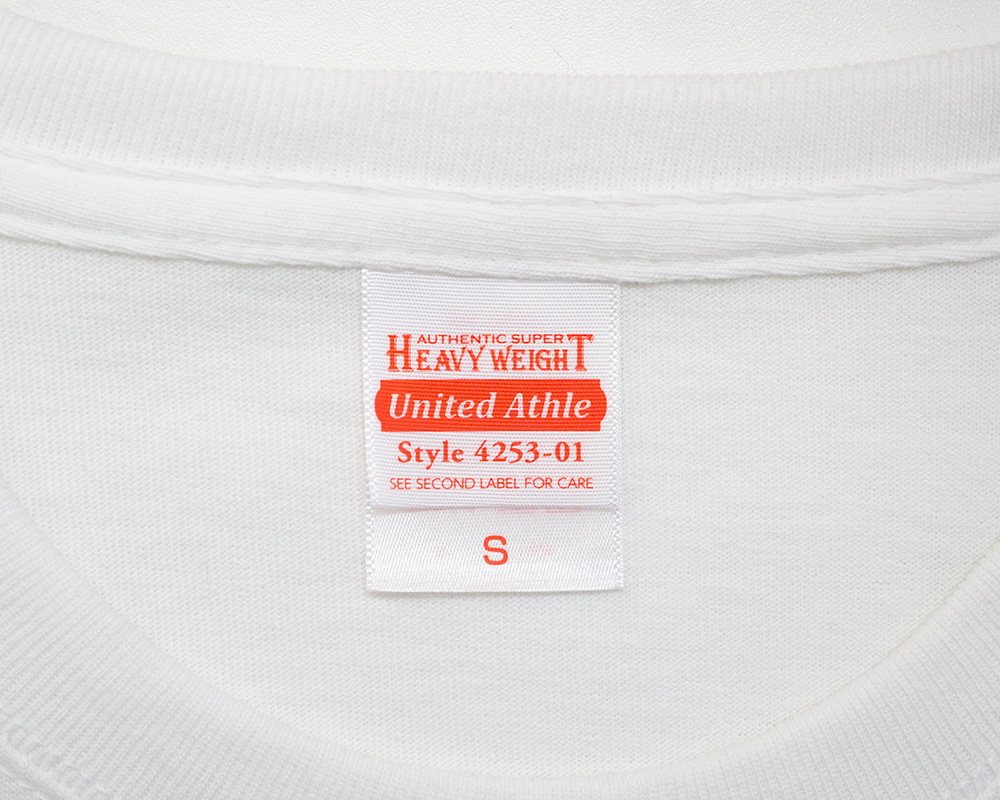 AUTHENTIC SUPER
HEAVY WEIGHT
United Athle
Style 4253-01
SEE SECOND LABEL FOR CARE
S